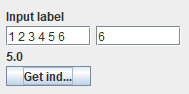 Input label
1 2 3 4 5 6 6
5.0
Get ind...